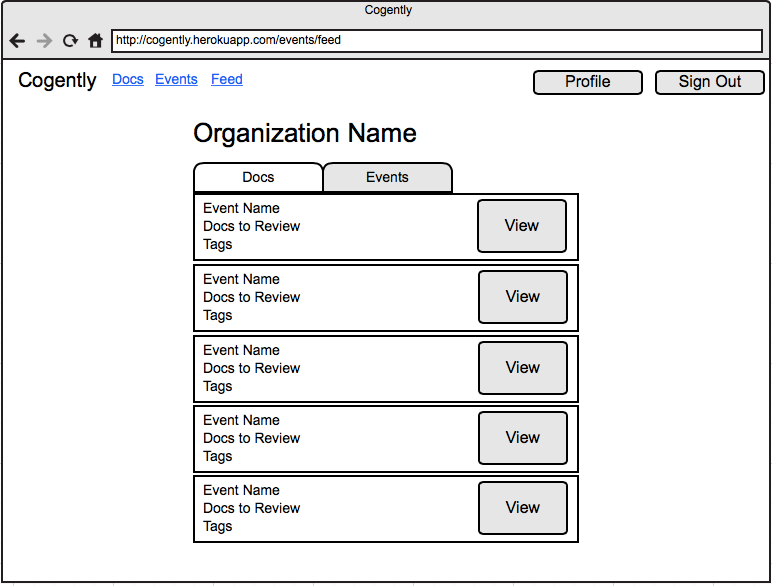 Cogently
http://cogently.herokuapp.com/events/feed
Cogently Docs Events Feed Profile Sign Out
Organization Name
Docs Events
Event Name
Docs to Review
Tags
View
Event Name
Docs to Review
Tags
View
Event Name
Docs to Review
Tags
View
Event Name
Docs to Review
Tags
View
Event Name
Docs to Review
Tags
View